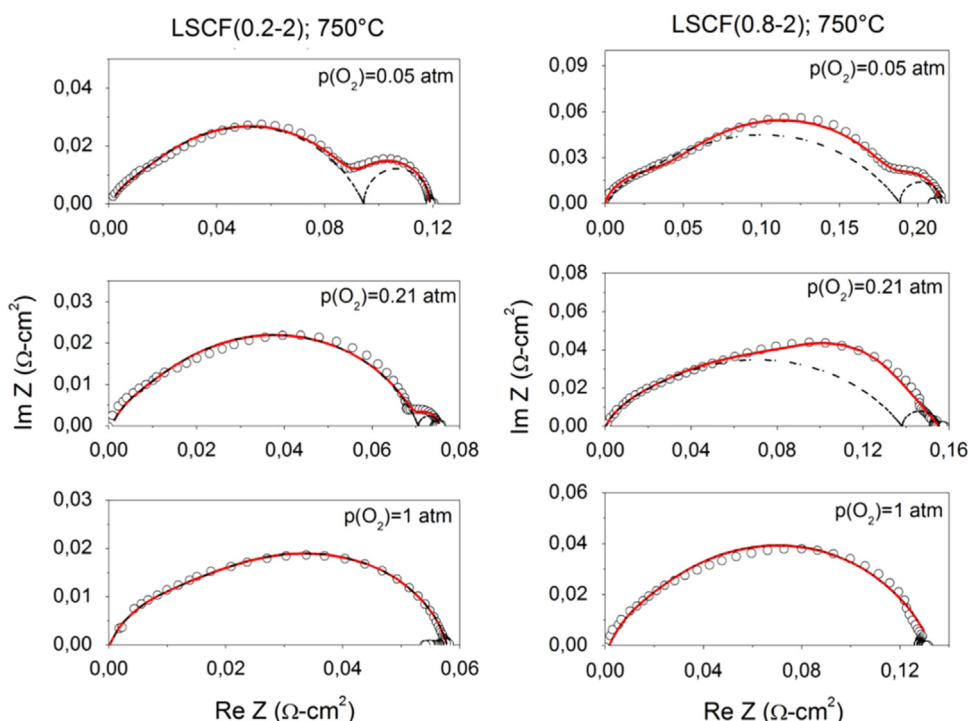 LSCF(0.2-2); 750°C
p(O₂)=0.05 atm
0,04
0,02
0,00
0,00 0,04 0,08 0,12
p(O₂)=0.21 atm
0,03
0,02
0,01
0,00
0,00 0,02 0,04 0,06 0,08
Im Z (Ω-cm²)
p(O₂)=1 atm
0,03
0,02
0,01
0,00
0,00 0,02 0,04 0,06
Re Z (Ω-cm²)
LSCF(0.8-2); 750°C
p(O₂)=0.05 atm
0,09
0,06
0,03
0,00
0,00 0,05 0,10 0,15 0,20
p(O₂)=0.21 atm
0,08
0,06
0,04
0,02
0,00
0,00 0,04 0,08 0,12 0,16
Im Z (Ω-cm²)
p(O₂)=1 atm
0,06
0,04
0,02
0,00
0,00 0,04 0,08 0,12
Re Z (Ω-cm²)